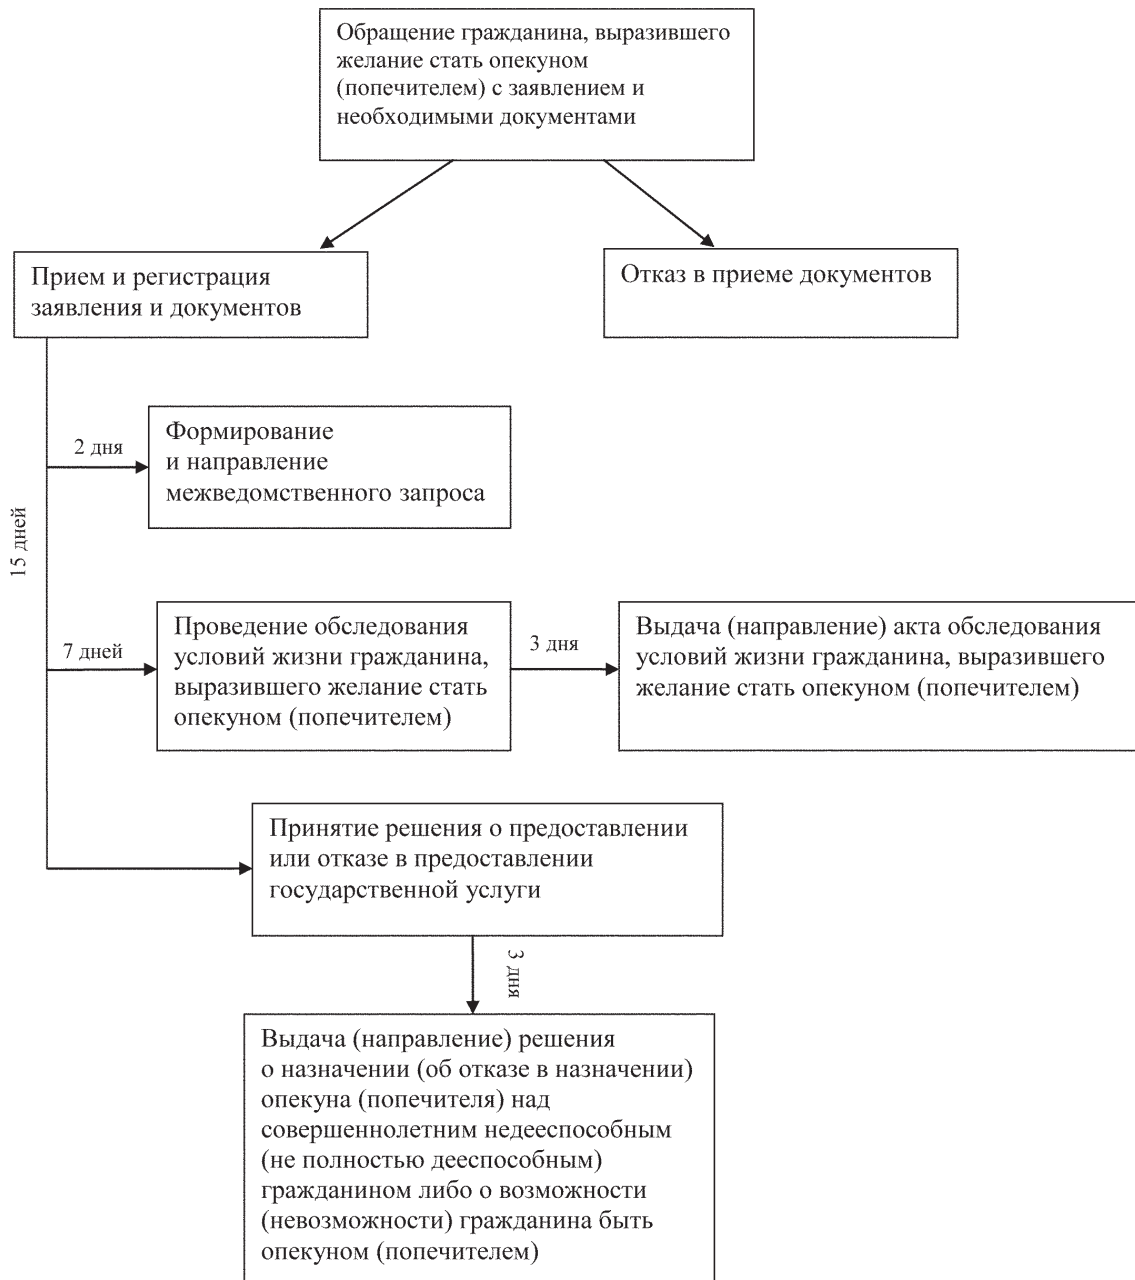 Обращение гражданина, выразившего
желание стать опекуном
(попечителем) с заявлением и
необходимыми документами
Прием и регистрация
заявления и документов
Отказ в приеме документов
2 дня
Формирование
и направление
межведомственного запроса
15 дней
7 дней
Проведение обследования
условий жизни гражданина,
выразившего желание стать
опекуном (попечителем)
3 дня
Выдача (направление) акта обследования
условий жизни гражданина, выразившего
желание стать опекуном (попечителем)
Принятие решения о предоставлении
или отказе в предоставлении
государственной услуги
3 дня
Выдача (направление) решения
о назначении (об отказе в назначении)
опекуна (попечителя) над
совершеннолетним недееспособным
(не полностью дееспособным)
гражданином либо о возможности
(невозможности) гражданина быть
опекуном (попечителем)